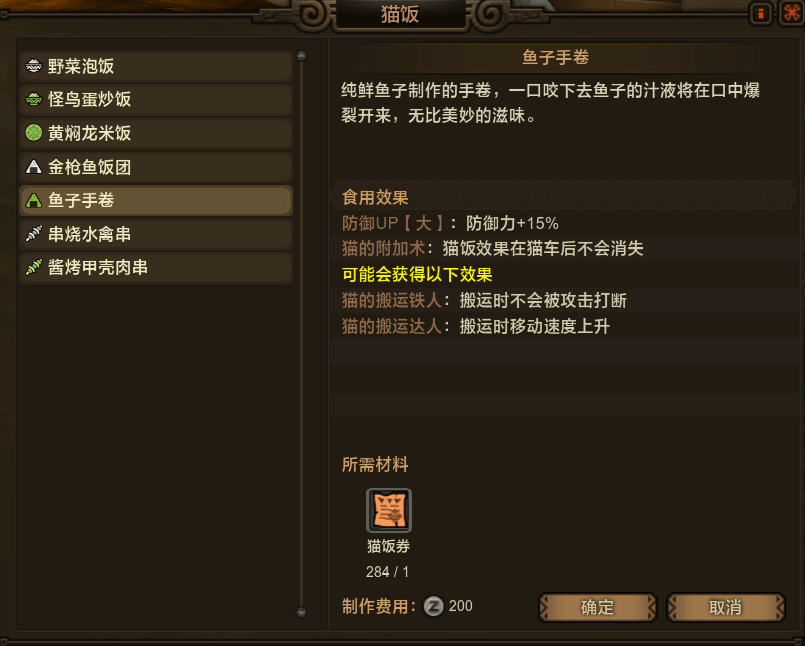 猫饭
野菜泡饭
怪鸟蛋炒饭
黄焖龙米饭
金枪鱼饭团
鱼子手卷
串烧水禽串
酱烤甲壳肉串
鱼子手卷
纯鲜鱼子制作的手卷，一口咬下去鱼子的汁液将在口中爆
裂开来，无比美妙的滋味。
食用效果
防御UP【大】：防御力+15%
猫的附加术：猫饭效果在猫车后不会消失
可能会获得以下效果
猫的搬运铁人：搬运时不会被攻击打断
猫的搬运达人：搬运时移动速度上升
所需材料
猫饭券
284 / 1
制作费用：Z 200
确定
取消